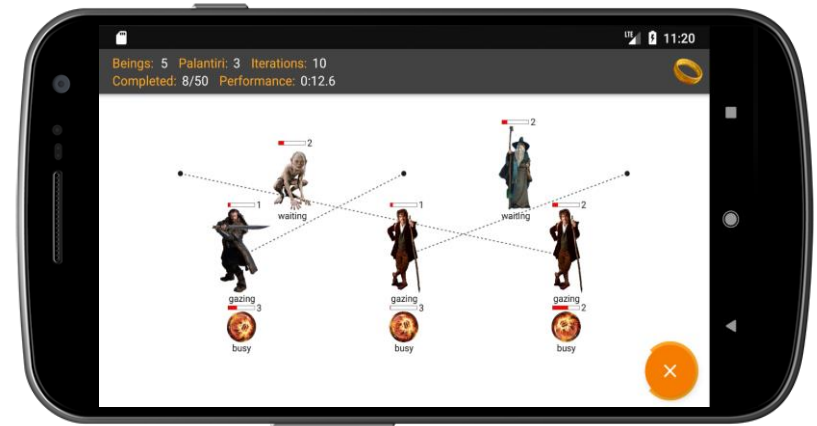 LTE 11:20
Beings: 5 Palantiri: 3 Iterations: 10
Completed: 8/50 Performance: 0:12.6
2
2
waiting
waiting
1
1
2
gazing
gazing
gazing
3
3
2
busy
busy
busy